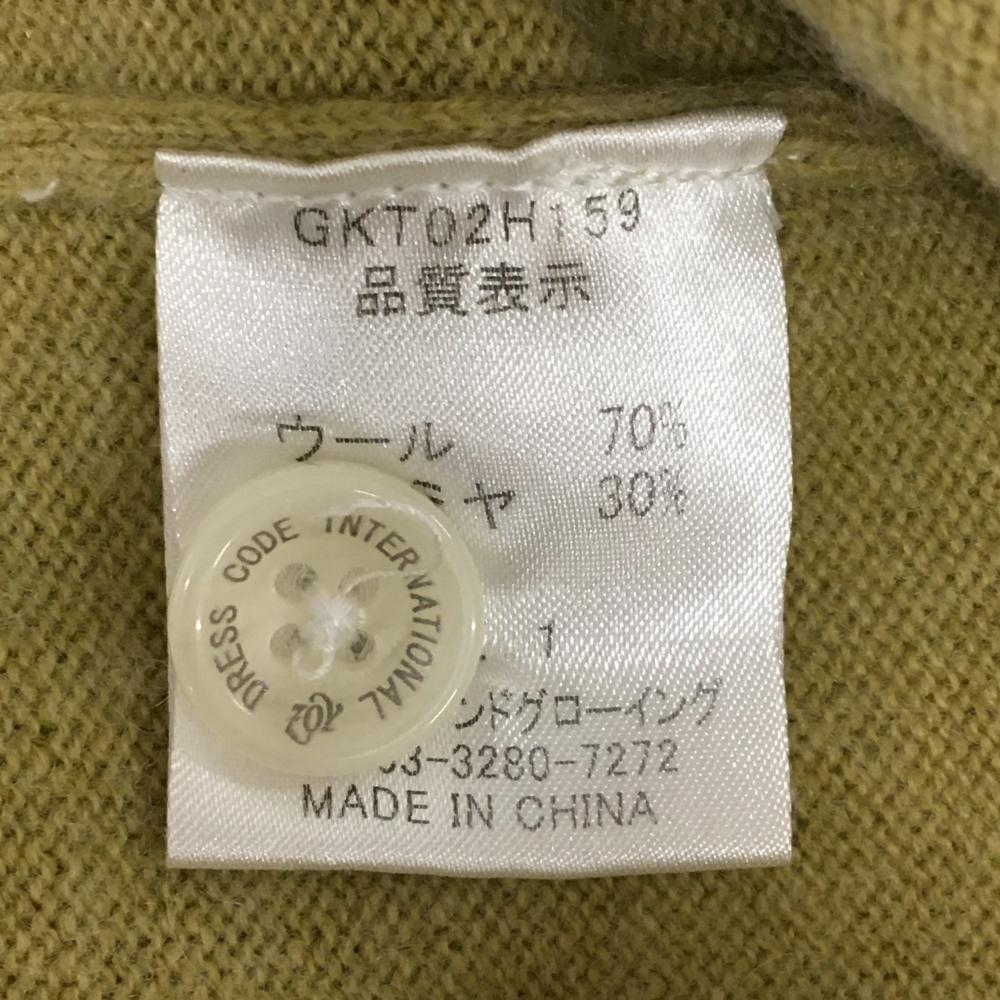 GKT02H159
品質表示
ウール 70%
ミヤ 30%
DRESS CODE INTERNATIONAL
1
ンドグローイング
03-3280-7272
MADE IN CHINA